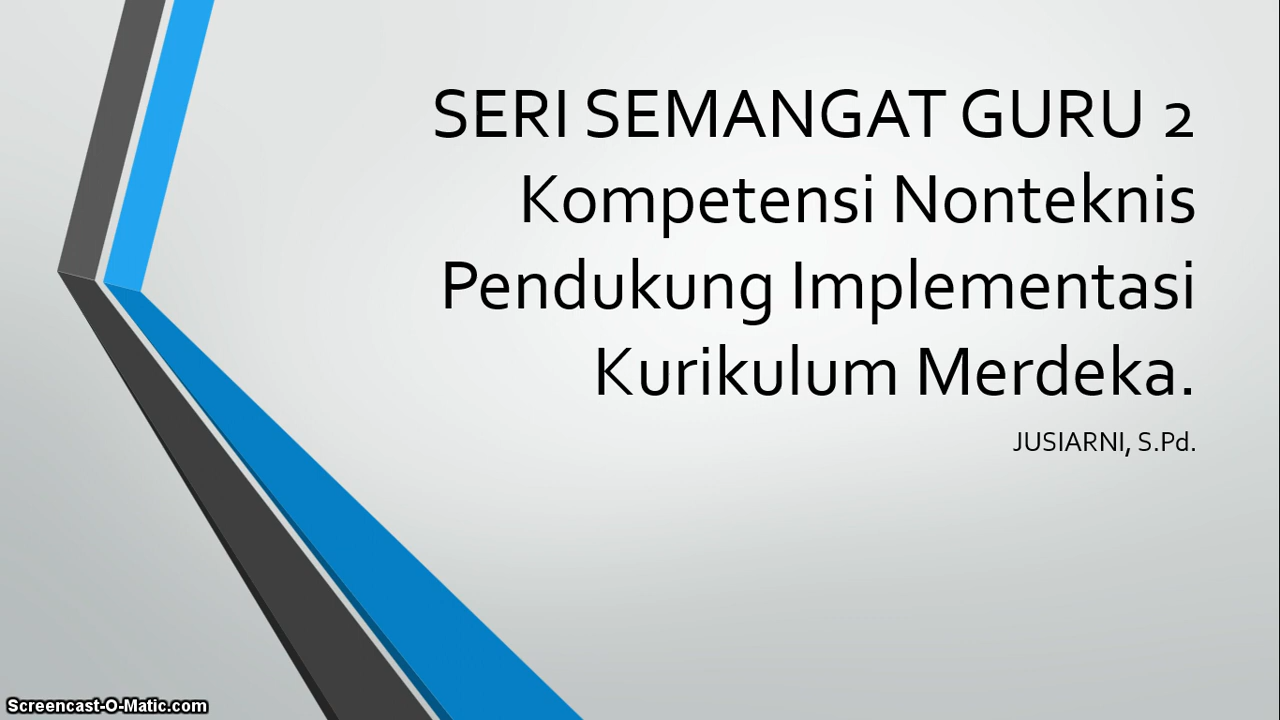 SERI SEMANGAT GURU 2
Kompetensi Nonteknis
Pendukung Implementasi
Kurikulum Merdeka.
JUSIARNI, S.Pd.
Screencast-O-Matic.com